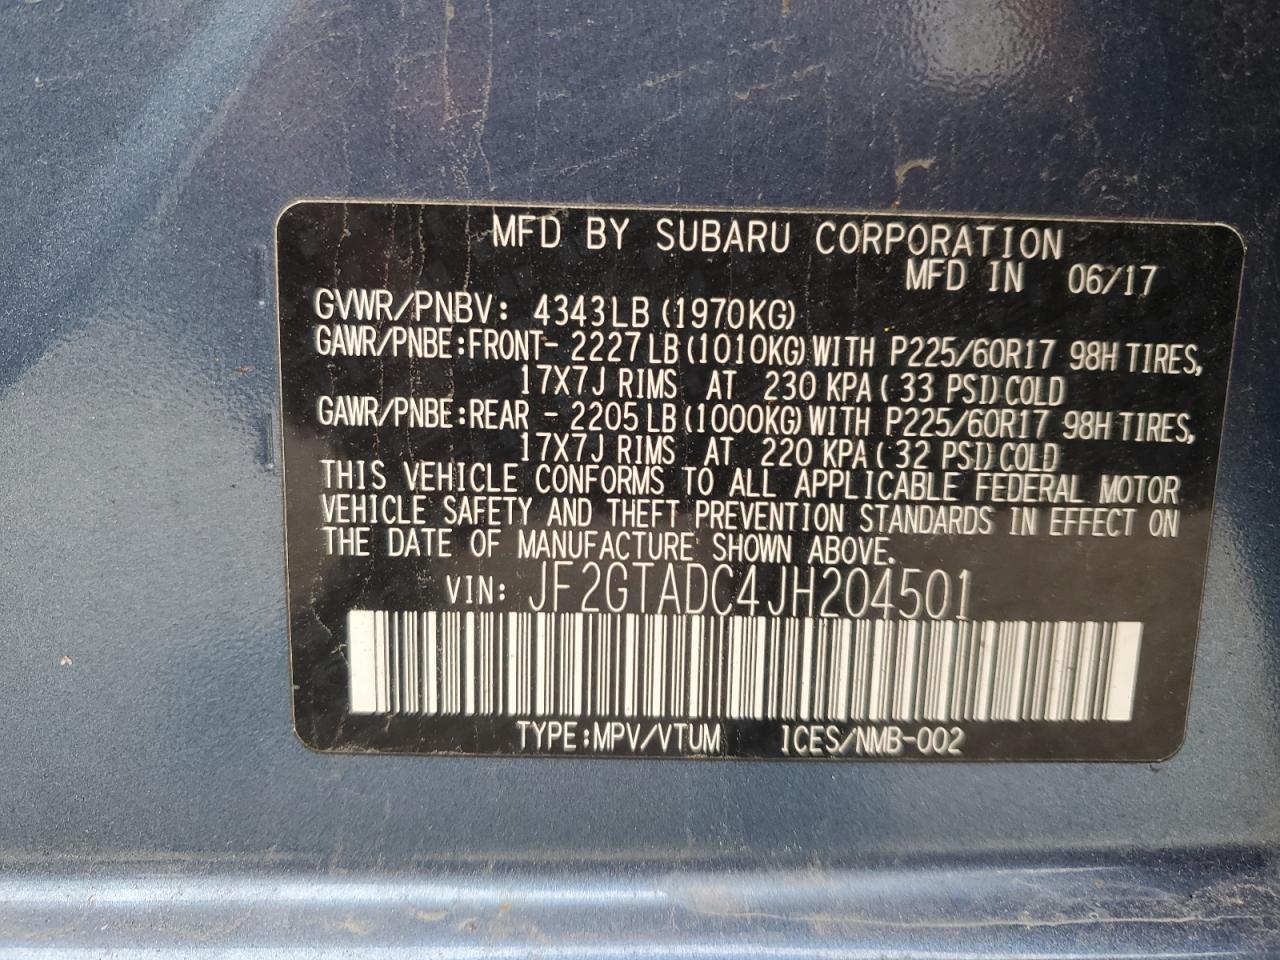 MFD BY SUBARU CORPORATION
MFD IN 06/17
GVWR/PNBV: 4343LB (1970KG)
GAWR/PNBE:FRONT- 2227LB(1010KG)WITH P225/60R17 98H TIRES,
17X7J RIMS AT 230 KPA( 33 PSI)COLD
GAWR/PNBE:REAR - 2205LB(1000KG)WITH P225/60R17 98H TIRES,
17X7J RIMS AT 220 KPA( 32 PSI)COLD
THIS VEHICLE CONFORMS TO ALL APPLICABLE FEDERAL MOTOR
VEHICLE SAFETY AND THEFT PREVENTION STANDARDS IN EFFECT ON
THE DATE OF MANUFACTURE SHOWN ABOVE.
VIN: JF2GTADC4JH204501
TYPE:MPV/VTUM ICES/NMB-002